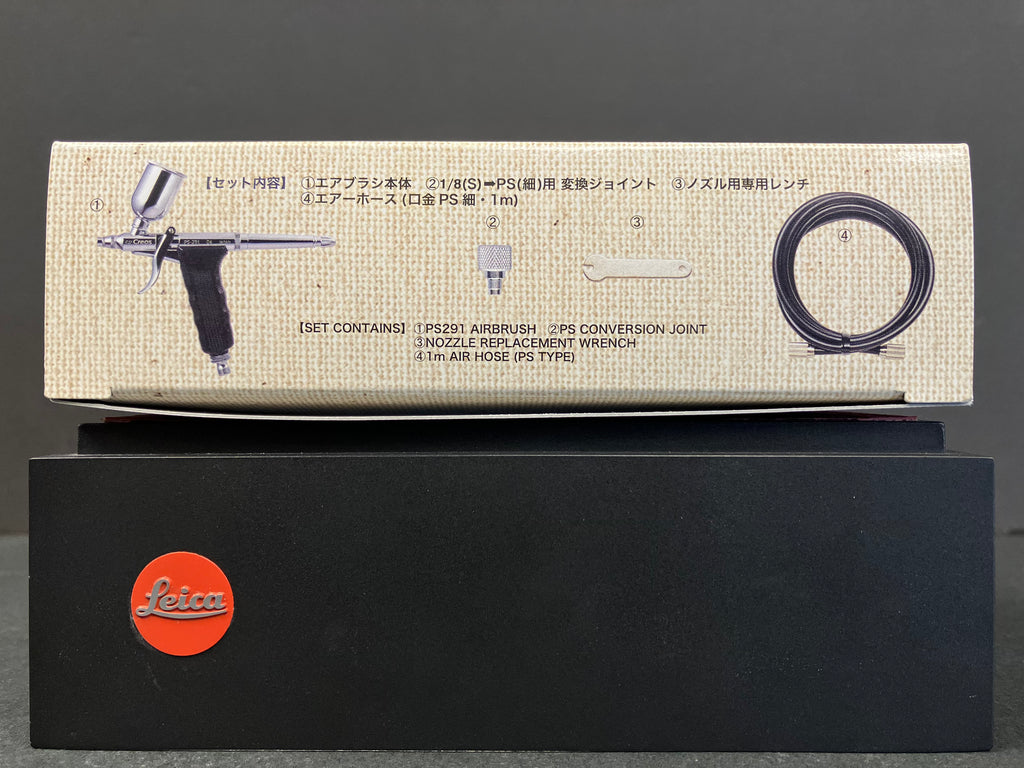 【セット内容】 ①エアブラシ本体 ②1/8(S)➡PS(細)用 変換ジョイント ③ノズル用専用レンチ
④エアーホース (口金 PS 細・1m)
①
②
③
④
Creos PS-291
【SET CONTAINS】 ①PS291 AIRBRUSH ②PS CONVERSION JOINT
③NOZZLE REPLACEMENT WRENCH
④1m AIR HOSE (PS TYPE)
Leica